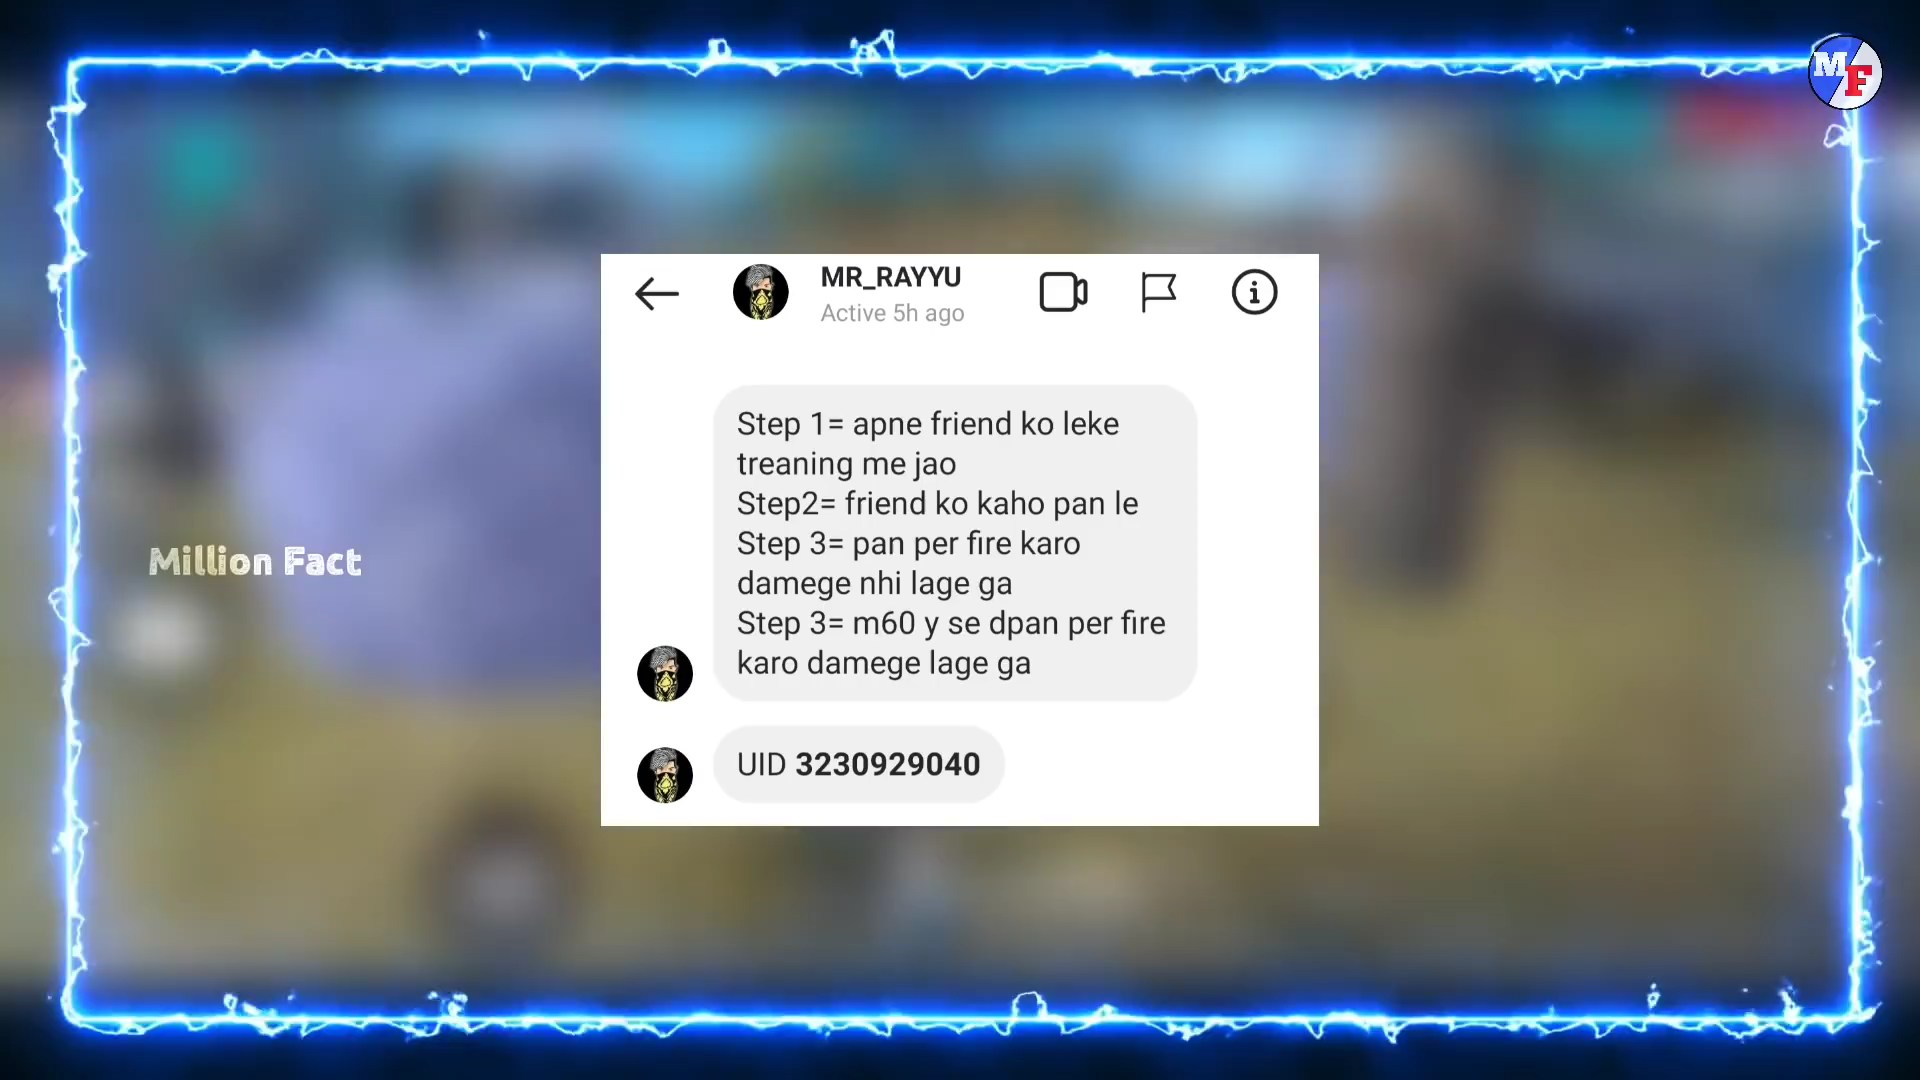 MF
MR_RAYYU
Active 5h ago
Step 1= apne friend ko leke
treaning me jao
Step2= friend ko kaho pan le
Step 3= pan per fire karo
damege nhi lage ga
Step 3= m60 y se dpan per fire
karo damege lage ga
UID 3230929040
Million Fact